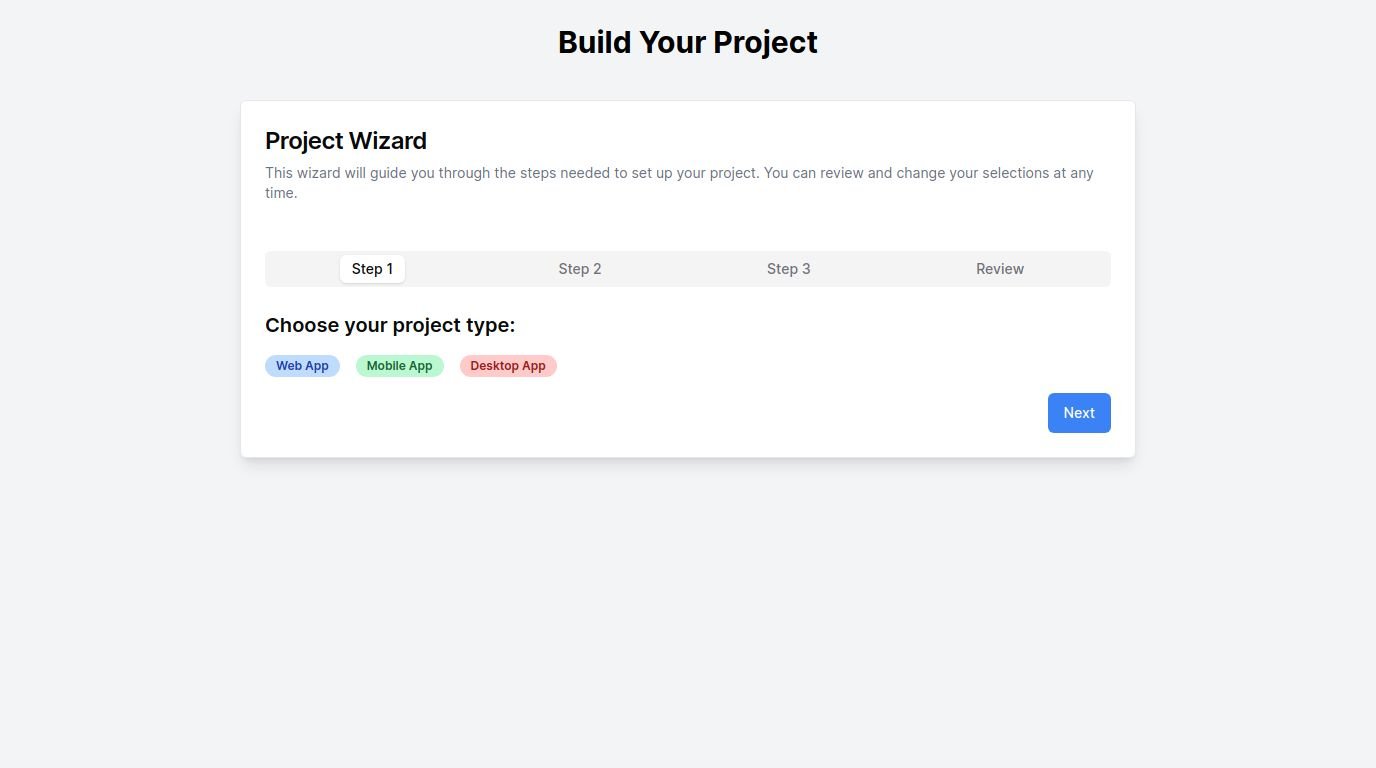 Build Your Project
Project Wizard
This wizard will guide you through the steps needed to set up your project. You can review and change your selections at any
time.
Step 1
Step 2
Step 3
Review
Choose your project type:
Web App
Mobile App
Desktop App
Next